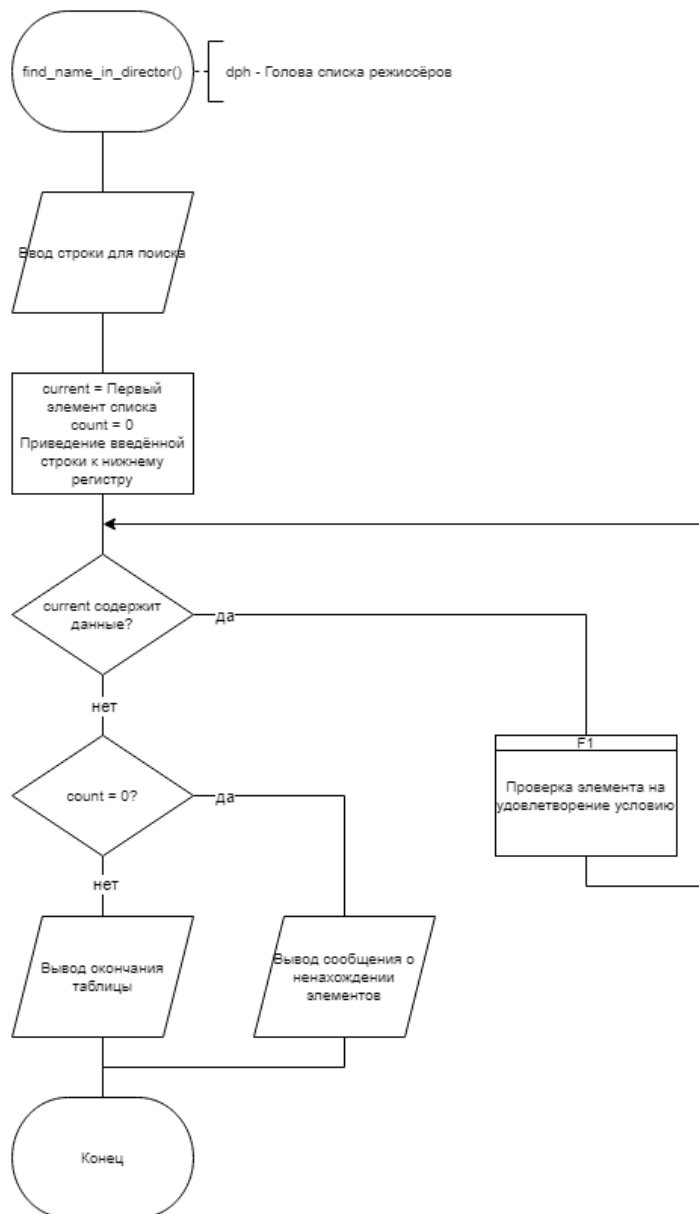 find_name_in_director()
dph - Голова списка режиссёров
Ввод строки для поиска
current = Первый
элемент списка
count = 0
Приведение введённой
строки к нижнему
регистру
current содержит
данные?
да
нет
F1
Проверка элемента на
удовлетворение условию
count = 0?
да
нет
Вывод окончания
таблицы
Вывод сообщения о
ненахождении
элементов
Конец